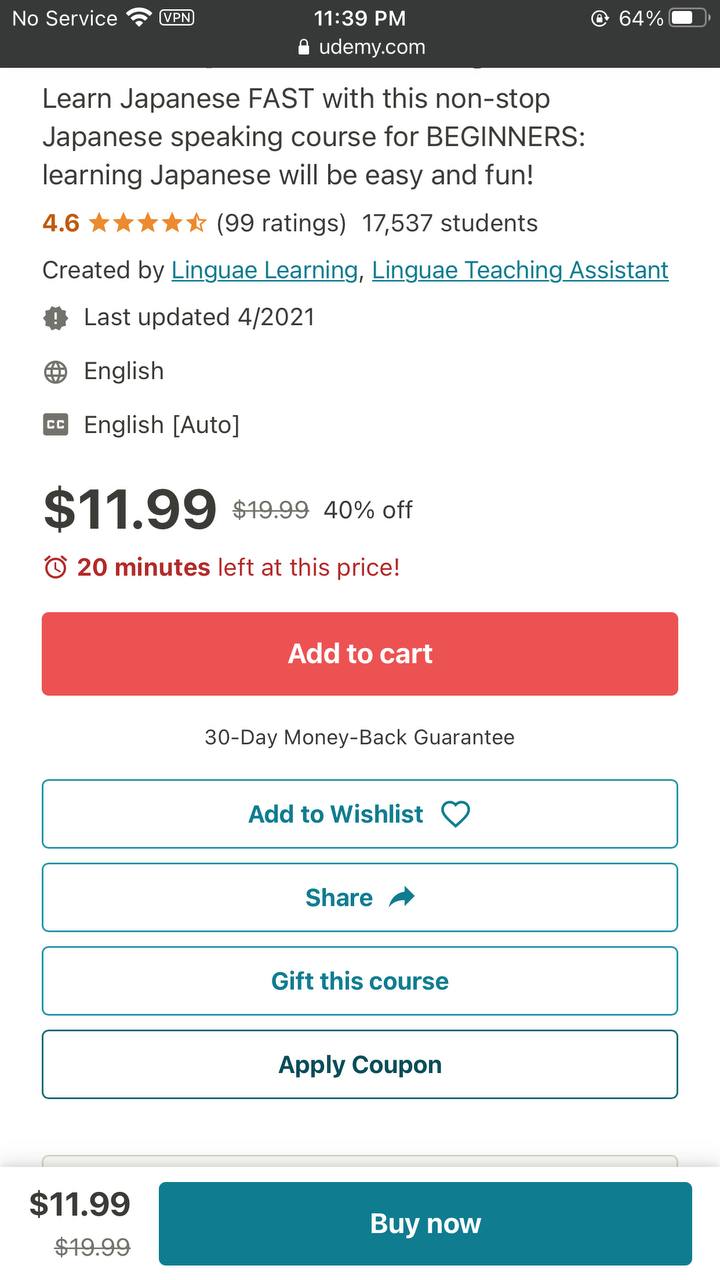 No Service VPN 11:39 PM 64%
udemy.com
Learn Japanese FAST with this non-stop
Japanese speaking course for BEGINNERS:
learning Japanese will be easy and fun!
4.6 (99 ratings) 17,537 students
Created by Linguae Learning, Linguae Teaching Assistant
Last updated 4/2021
English
CC English [Auto]
$11.99 $19.99 40% off
20 minutes left at this price!
Add to cart
30-Day Money-Back Guarantee
Add to Wishlist
Share
Gift this course
Apply Coupon
$11.99
$19.99
Buy now